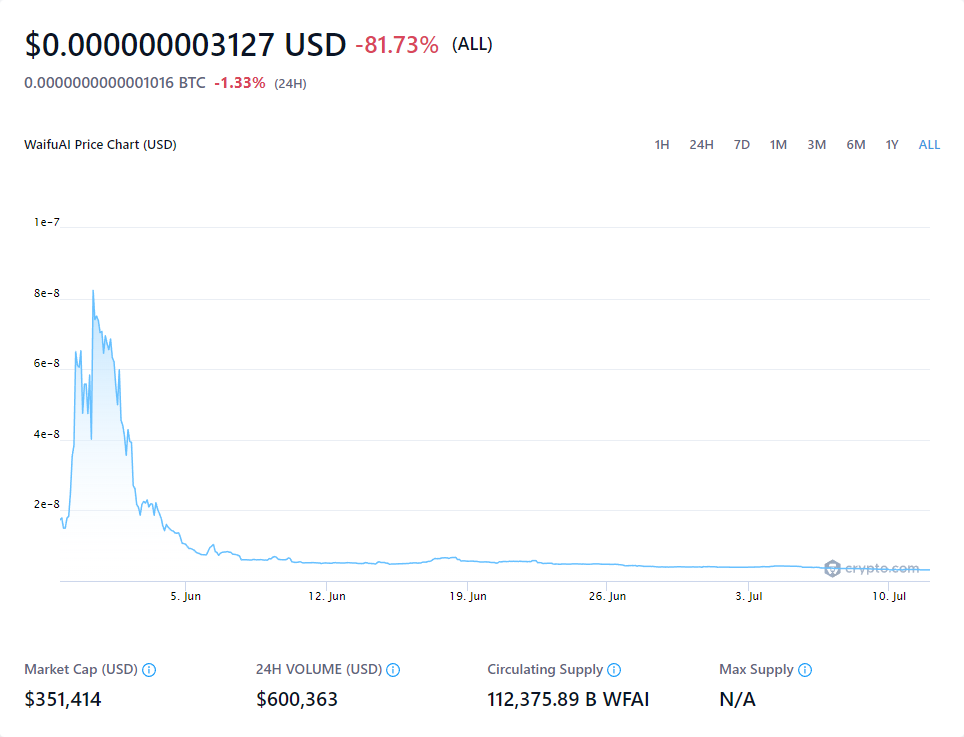 $0.000000003127 USD -81.73% (ALL)
0.0000000000001016 BTC -1.33% (24H)
WaifuAI Price Chart (USD) 1H 24H 7D 1M 3M 6M 1Y ALL
1e-7
8e-8
6e-8
4e-8
2e-8
crypto.com
5. Jun 12. Jun 19. Jun 26. Jun 3. Jul 10. Jul
Market Cap (USD) 24H VOLUME (USD) Circulating Supply Max Supply
$351,414 $600,363 112,375.89 B WFAI N/A